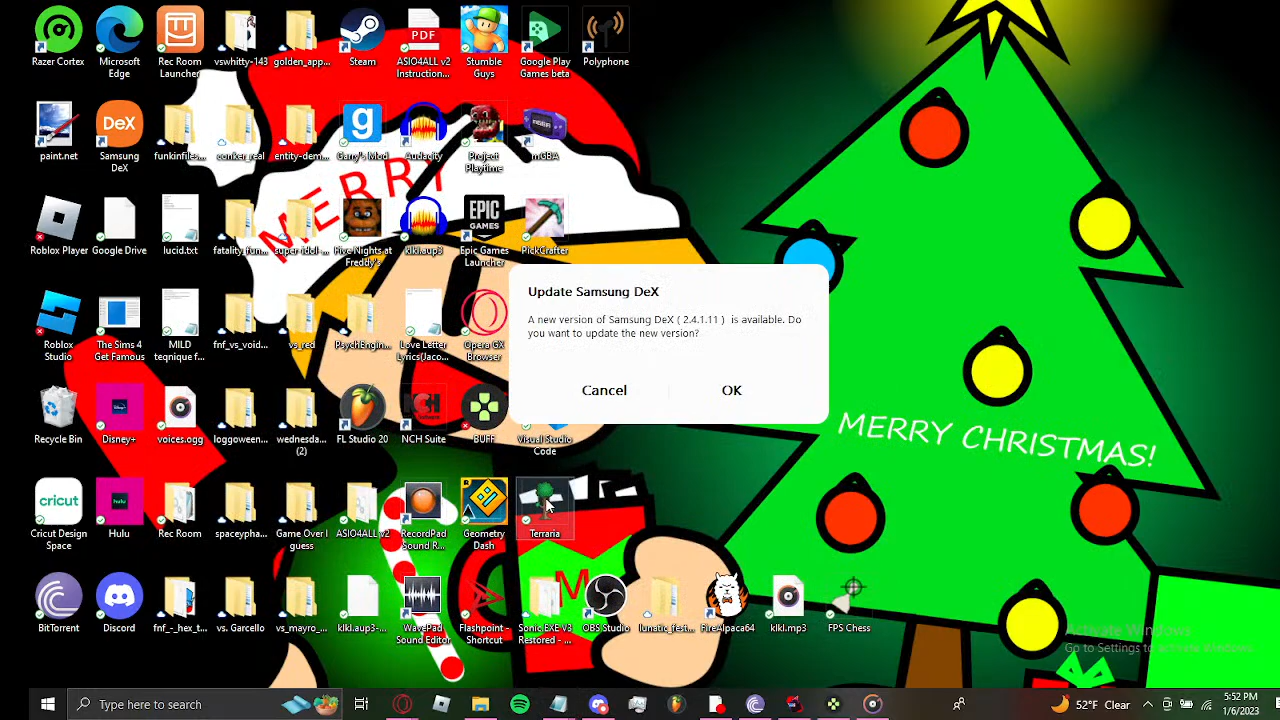 Razer Cortex
Microsoft
Edge
Rec Room
Launcher
vswhitty-143
golden_app...
Steam
PDF
ASIO4ALL v2
Instruction...
Stumble
Guys
Google Play
Games beta
Polyphone
paint.net
DeX
Samsung
DeX
funkinfiles...
conker_real
entity-dem...
g
Garry's Mod
Audacity
Project
Playtime
mGBA
MERRY
Roblox Player
Google Drive
lucid.txt
fatality_fun...
super-idol-...
Five Nights at
Freddy's
klkl.aup3
EPIC
GAMES
Epic Games
Launcher
PickCrafter
Update Samsung DeX
A new version of Samsung DeX ( 2.4.1.11 ) is available. Do
you want to update the new version?
Cancel
OK
Roblox
Studio
The Sims 4
Get Famous
MILD
teqnique f...
fnf_vs_void...
vs_red
PsychEngin...
Love Letter
Lyrics(Jaco...
Opera GX
Browser
Recycle Bin
Disney+
voices.ogg
loggoween...
wednesda...
(2)
FL Studio 20
NCH
NCH Suite
BUFF
Visual Studio
Code
MERRY CHRISTMAS!
cricut
Cricut Design
Space
hulu
Hulu
Rec Room
spaceypha...
Game Over I
guess
ASIO4ALL v2
RecordPad
Sound R...
Geometry
Dash
Terraria
M
BitTorrent
Discord
fnf_-_hex_t...
vs. Garcello
vs_mayro_...
klkl.aup3-...
WavePad
Sound Editor
Flashpoint -
Shortcut
Sonic EXE V3
Restored - ...
OBS Studio
lunatic_fest...
FireAlpaca64
klkl.mp3
FPS Chess
Activate Windows
Go to Settings to activate Windows.
Type here to search
52°F Clear
5:52 PM
1/6/2023